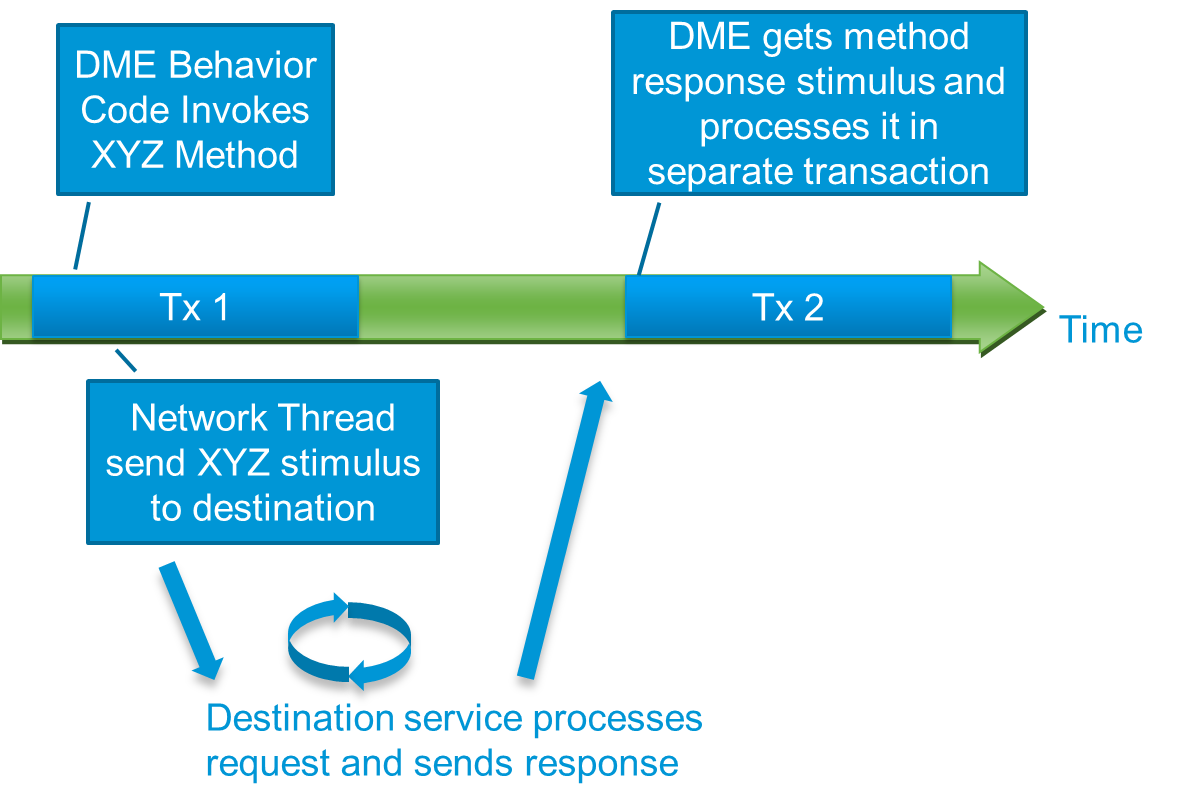 DME Behavior
Code Invokes
XYZ Method
DME gets method
response stimulus and
processes it in
separate transaction
Tx 1
Tx 2
Time
Network Thread
send XYZ stimulus
to destination
Destination service processes
request and sends response